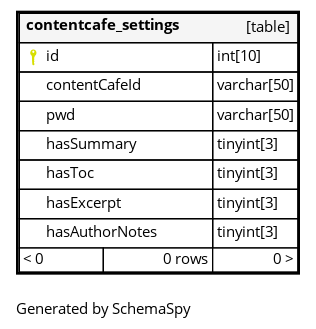 contentcafe_settings [table]
id int[10]
contentCafeId varchar[50]
pwd varchar[50]
hasSummary tinyint[3]
hasToc tinyint[3]
hasExcerpt tinyint[3]
hasAuthorNotes tinyint[3]
< 0 0 rows 0 >
Generated by SchemaSpy